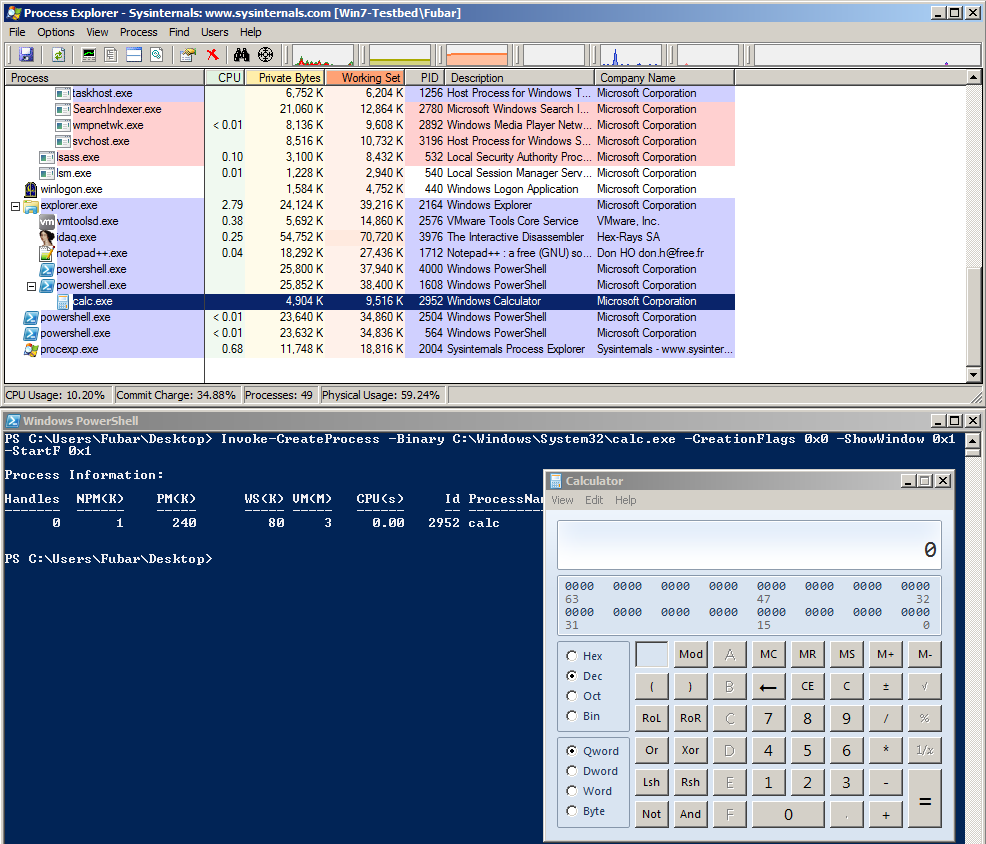 Process Explorer - Sysinternals: www.sysinternals.com [Win7-Testbed\Fubar]
File Options View Process Find Users Help
Process CPU Private Bytes Working Set PID Description Company Name
taskhost.exe 6,752 K 6,204 K 1256 Host Process for Windows T... Microsoft Corporation
SearchIndexer.exe 21,060 K 12,864 K 2780 Microsoft Windows Search I... Microsoft Corporation
wmpnetwk.exe < 0.01 8,136 K 9,608 K 2892 Windows Media Player Netw... Microsoft Corporation
svchost.exe 8,516 K 10,732 K 3196 Host Process for Windows S... Microsoft Corporation
lsass.exe 0.10 3,100 K 8,432 K 532 Local Security Authority Proc... Microsoft Corporation
lsm.exe 0.01 1,228 K 2,940 K 540 Local Session Manager Serv... Microsoft Corporation
winlogon.exe 1,584 K 4,752 K 440 Windows Logon Application Microsoft Corporation
explorer.exe 2.79 24,124 K 39,216 K 2164 Windows Explorer Microsoft Corporation
vm vmtoolsd.exe 0.38 5,692 K 14,860 K 2576 VMware Tools Core Service VMware, Inc.
idaq.exe 0.25 54,752 K 70,720 K 3976 The Interactive Disassembler Hex-Rays SA
notepad++.exe 0.04 18,292 K 27,436 K 1712 Notepad++ : a free (GNU) so... Don HO don.h@free.fr
powershell.exe 25,800 K 37,940 K 4000 Windows PowerShell Microsoft Corporation
powershell.exe 25,852 K 38,400 K 1608 Windows PowerShell Microsoft Corporation
calc.exe 4,904 K 9,516 K 2952 Windows Calculator Microsoft Corporation
powershell.exe < 0.01 23,640 K 34,860 K 2504 Windows PowerShell Microsoft Corporation
powershell.exe < 0.01 23,632 K 34,836 K 564 Windows PowerShell Microsoft Corporation
procexp.exe 0.68 11,748 K 18,816 K 2004 Sysinternals Process Explorer Sysinternals - www.sysinter...
CPU Usage: 10.20% Commit Charge: 34.88% Processes: 49 Physical Usage: 59.24%
Windows PowerShell
PS C:\Users\Fubar\Desktop> Invoke-CreateProcess -Binary C:\Windows\System32\calc.exe -CreationFlags 0x0 -ShowWindow 0x1
-StartF 0x1
Process Information:
Handles NPM(K) PM(K) WS(K) VM(M) CPU(s) Id ProcessNam
------- ------ ----- ----- ----- ------ -- ----------
0 1 240 80 3 0.00 2952 calc
PS C:\Users\Fubar\Desktop>
Calculator
View Edit Help
0
0000 0000 0000 0000 0000 0000 0000 0000
63 47 32
0000 0000 0000 0000 0000 0000 0000 0000
31 15 0
Hex
Dec
Oct
Bin
Qword
Dword
Word
Byte
Mod A MC MR MS M+ M-
( ) B ← CE C ± √
RoL RoR C 7 8 9 / %
Or Xor D 4 5 6 * 1/x
Lsh Rsh E 1 2 3 - =
Not And F 0 . +